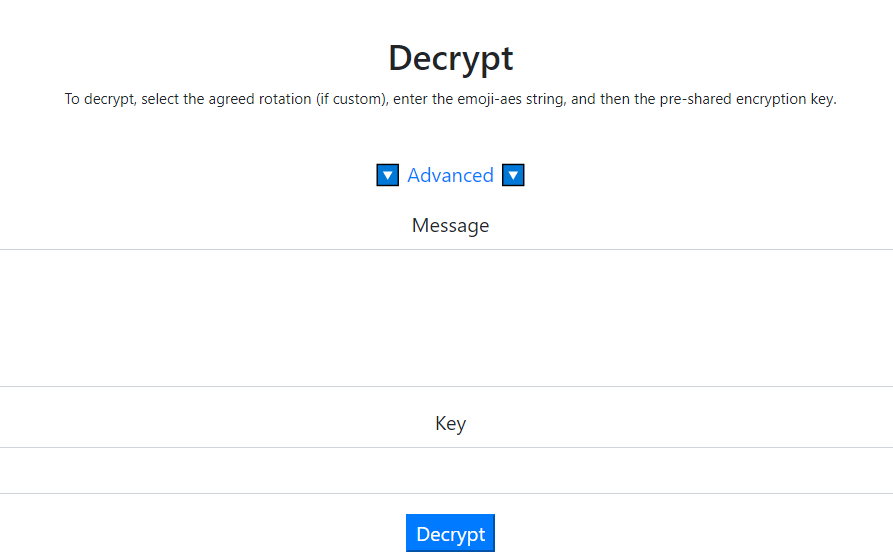 Decrypt
To decrypt, select the agreed rotation (if custom), enter the emoji-aes string, and then the pre-shared encryption key.
🔽 Advanced 🔽
Message
Key
Decrypt